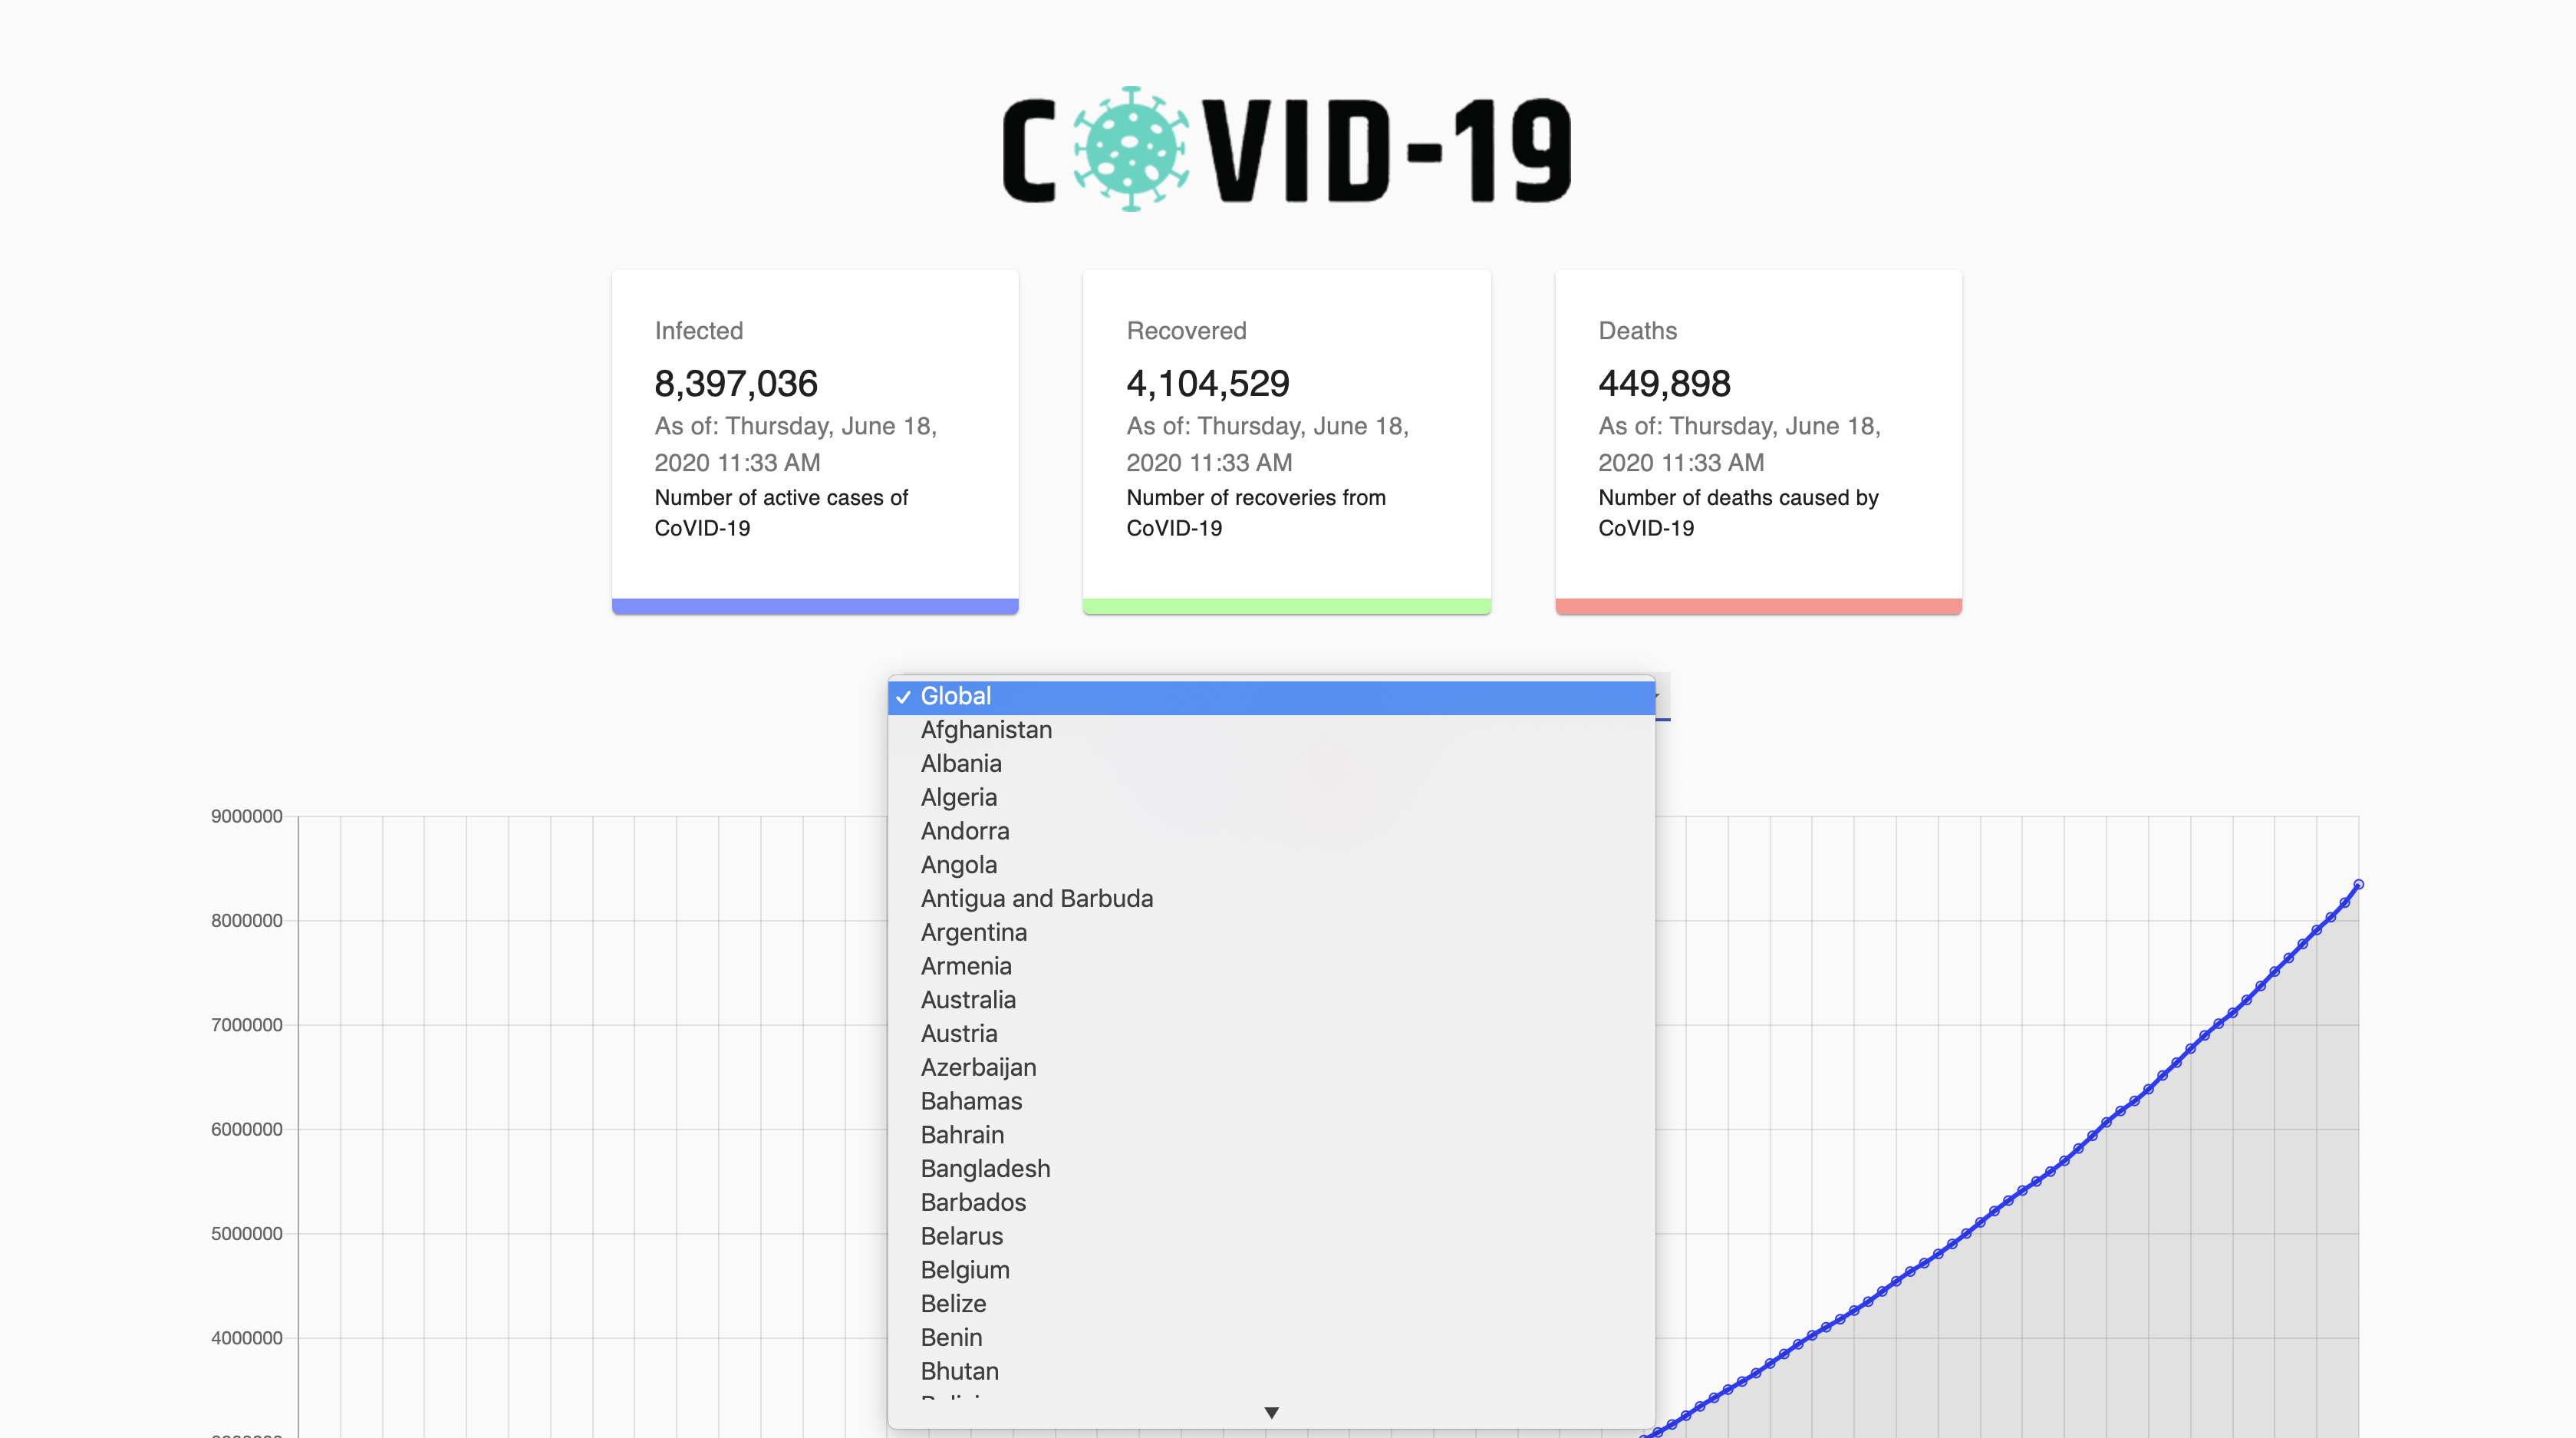 COVID-19
Infected
8,397,036
As of: Thursday, June 18,
2020 11:33 AM
Number of active cases of
CoVID-19
Recovered
4,104,529
As of: Thursday, June 18,
2020 11:33 AM
Number of recoveries from
CoVID-19
Deaths
449,898
As of: Thursday, June 18,
2020 11:33 AM
Number of deaths caused by
CoVID-19
Global
Afghanistan
Albania
Algeria
Andorra
Angola
Antigua and Barbuda
Argentina
Armenia
Australia
Austria
Azerbaijan
Bahamas
Bahrain
Bangladesh
Barbados
Belarus
Belgium
Belize
Benin
Bhutan
9000000
8000000
7000000
6000000
5000000
4000000